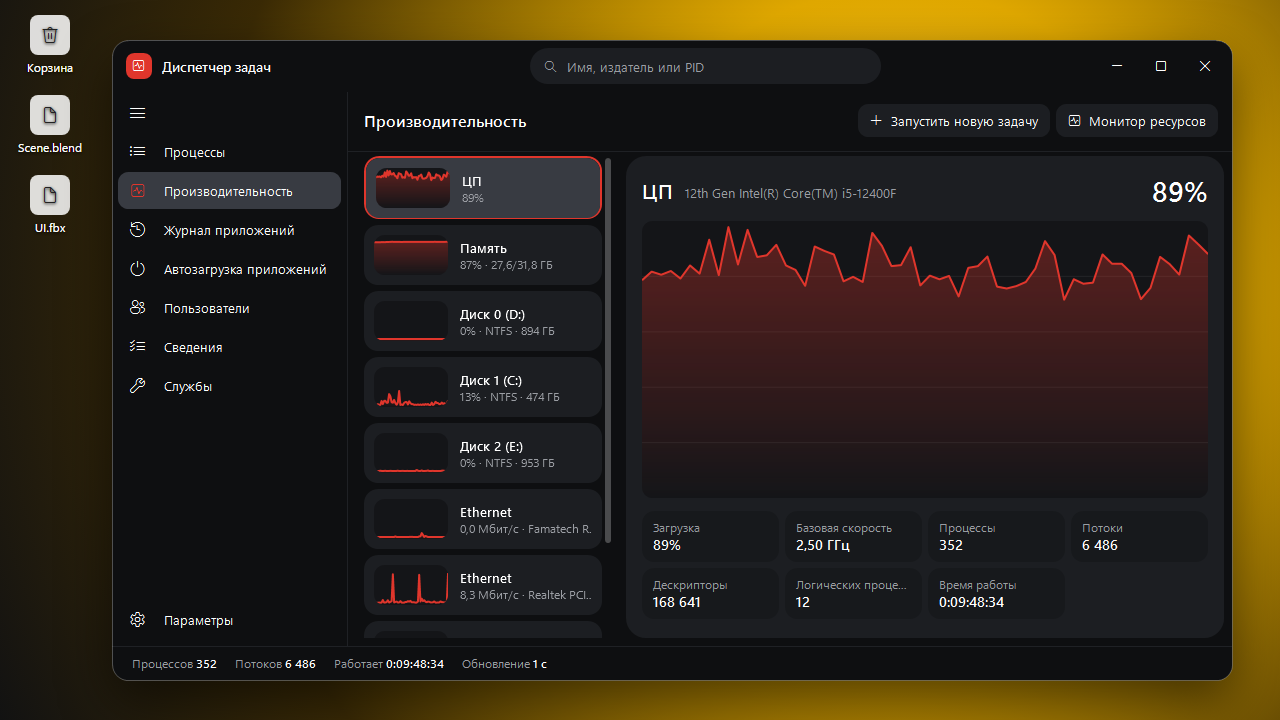 Корзина
Scene.blend
UI.fbx
Диспетчер задач
Имя, издатель или PID
Процессы
Производительность
Журнал приложений
Автозагрузка приложений
Пользователи
Сведения
Службы
Параметры
Производительность
Запустить новую задачу
Монитор ресурсов
ЦП
89%
Память
87% · 27,6/31,8 ГБ
Диск 0 (D:)
0% · NTFS · 894 ГБ
Диск 1 (C:)
13% · NTFS · 474 ГБ
Диск 2 (E:)
0% · NTFS · 953 ГБ
Ethernet
0,0 Мбит/с · Famatech R.
Ethernet
8,3 Мбит/с · Realtek PCI..
ЦП 12th Gen Intel(R) Core(TM) i5-12400F 89%
Загрузка
89%
Базовая скорость
2,50 ГГц
Процессы
352
Потоки
6 486
Дескрипторы
168 641
Логических проце...
12
Время работы
0:09:48:34
Процессов 352 Потоков 6 486 Работает 0:09:48:34 Обновление 1 с